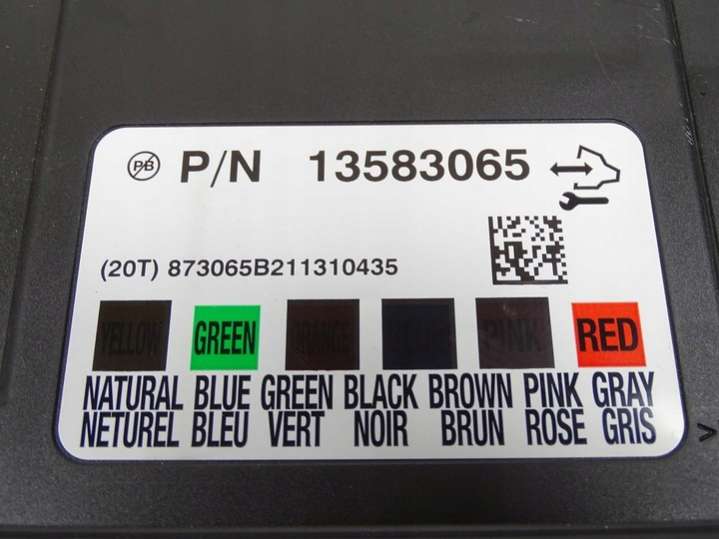 PB P/N 13583065
(20T) 873065B211310435
YELLOW GREEN ORANGE PINK RED
NATURAL BLUE GREEN BLACK BROWN PINK GRAY
NETUREL BLEU VERT NOIR BRUN ROSE GRIS